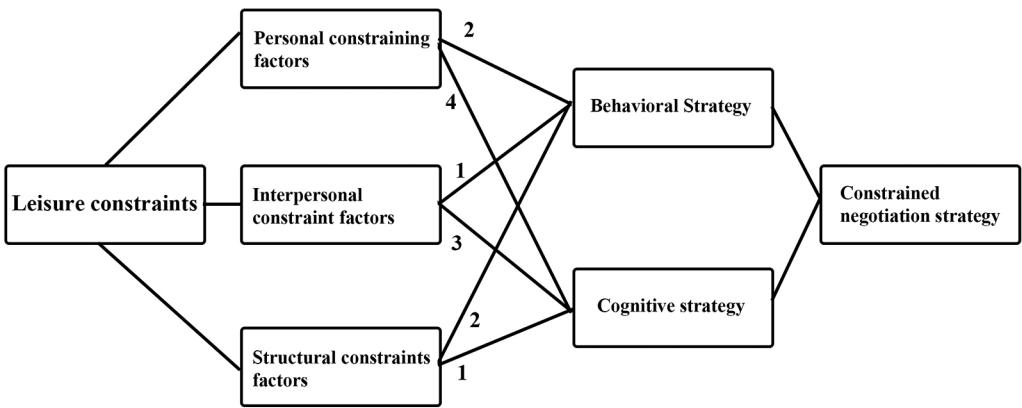 Personal constraining
factors
2
4
Behavioral Strategy
Leisure constraints
Interpersonal
constraint factors
1
3
Constrained
negotiation strategy
Cognitive strategy
Structural constraints
factors
2
1